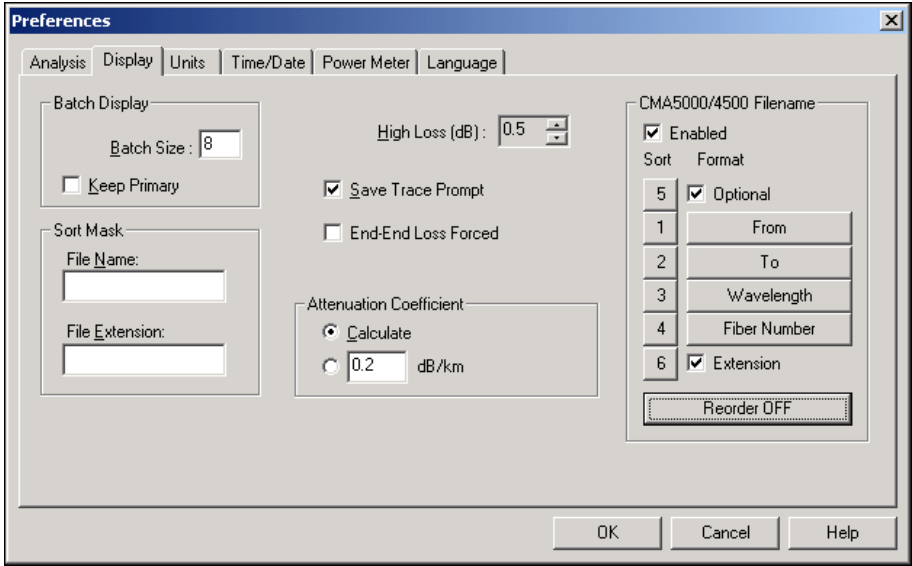 Preferences
Analysis Display Units Time/Date Power Meter Language
Batch Display
Batch Size : 8
Keep Primary
Sort Mask
File Name:
File Extension:
High Loss (dB) : 0.5
Save Trace Prompt
End-End Loss Forced
Attenuation Coefficient
Calculate
0.2 dB/km
CMA5000/4500 Filename
Enabled
Sort Format
5 Optional
1 From
2 To
3 Wavelength
4 Fiber Number
6 Extension
Reorder OFF
OK Cancel Help